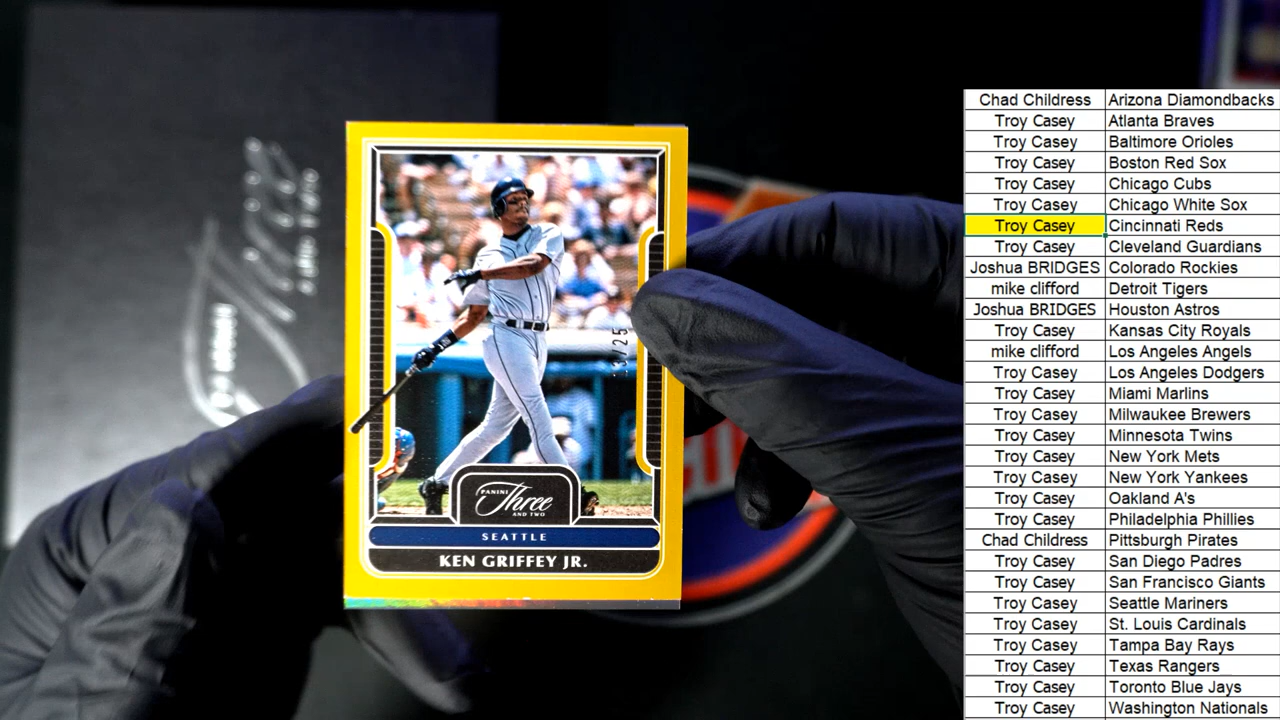 PANINI
Three
AND TWO
SEATTLE
KEN GRIFFEY JR.
Chad Childress Arizona Diamondbacks
Troy Casey Atlanta Braves
Troy Casey Baltimore Orioles
Troy Casey Boston Red Sox
Troy Casey Chicago Cubs
Troy Casey Chicago White Sox
Troy Casey Cincinnati Reds
Troy Casey Cleveland Guardians
Joshua BRIDGES Colorado Rockies
mike clifford Detroit Tigers
Joshua BRIDGES Houston Astros
Troy Casey Kansas City Royals
mike clifford Los Angeles Angels
Troy Casey Los Angeles Dodgers
Troy Casey Miami Marlins
Troy Casey Milwaukee Brewers
Troy Casey Minnesota Twins
Troy Casey New York Mets
Troy Casey New York Yankees
Troy Casey Oakland A's
Troy Casey Philadelphia Phillies
Chad Childress Pittsburgh Pirates
Troy Casey San Diego Padres
Troy Casey San Francisco Giants
Troy Casey Seattle Mariners
Troy Casey St. Louis Cardinals
Troy Casey Tampa Bay Rays
Troy Casey Texas Rangers
Troy Casey Toronto Blue Jays
Troy Casey Washington Nationals